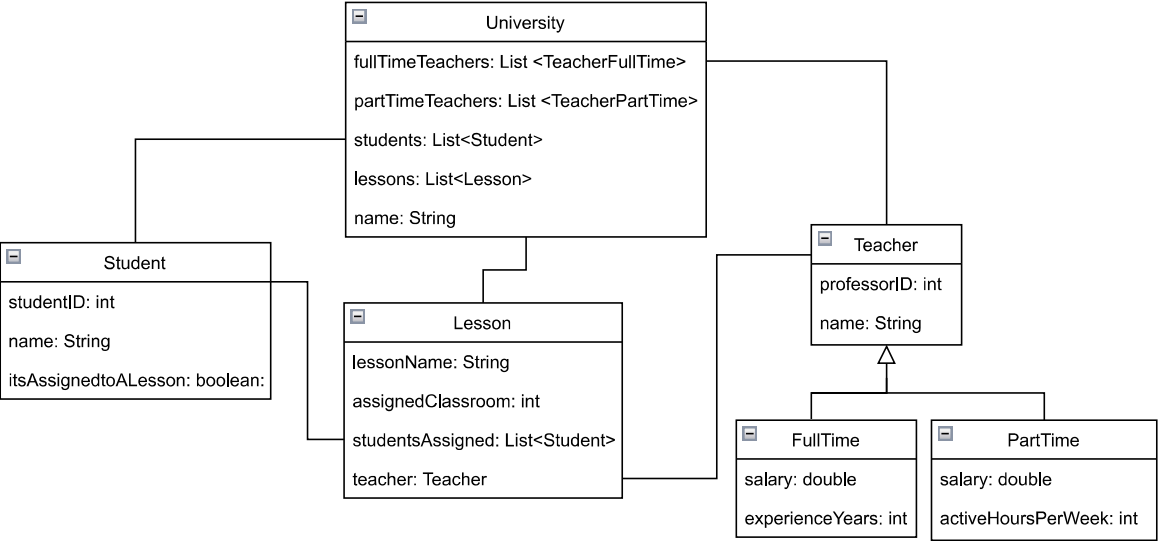 University
fullTimeTeachers: List <TeacherFullTime>
partTimeTeachers: List <TeacherPartTime>
students: List<Student>
lessons: List<Lesson>
name: String
Student
studentID: int
name: String
itsAssignedtoALesson: boolean:
Lesson
lessonName: String
assignedClassroom: int
studentsAssigned: List<Student>
teacher: Teacher
Teacher
professorID: int
name: String
FullTime
salary: double
experienceYears: int
PartTime
salary: double
activeHoursPerWeek: int